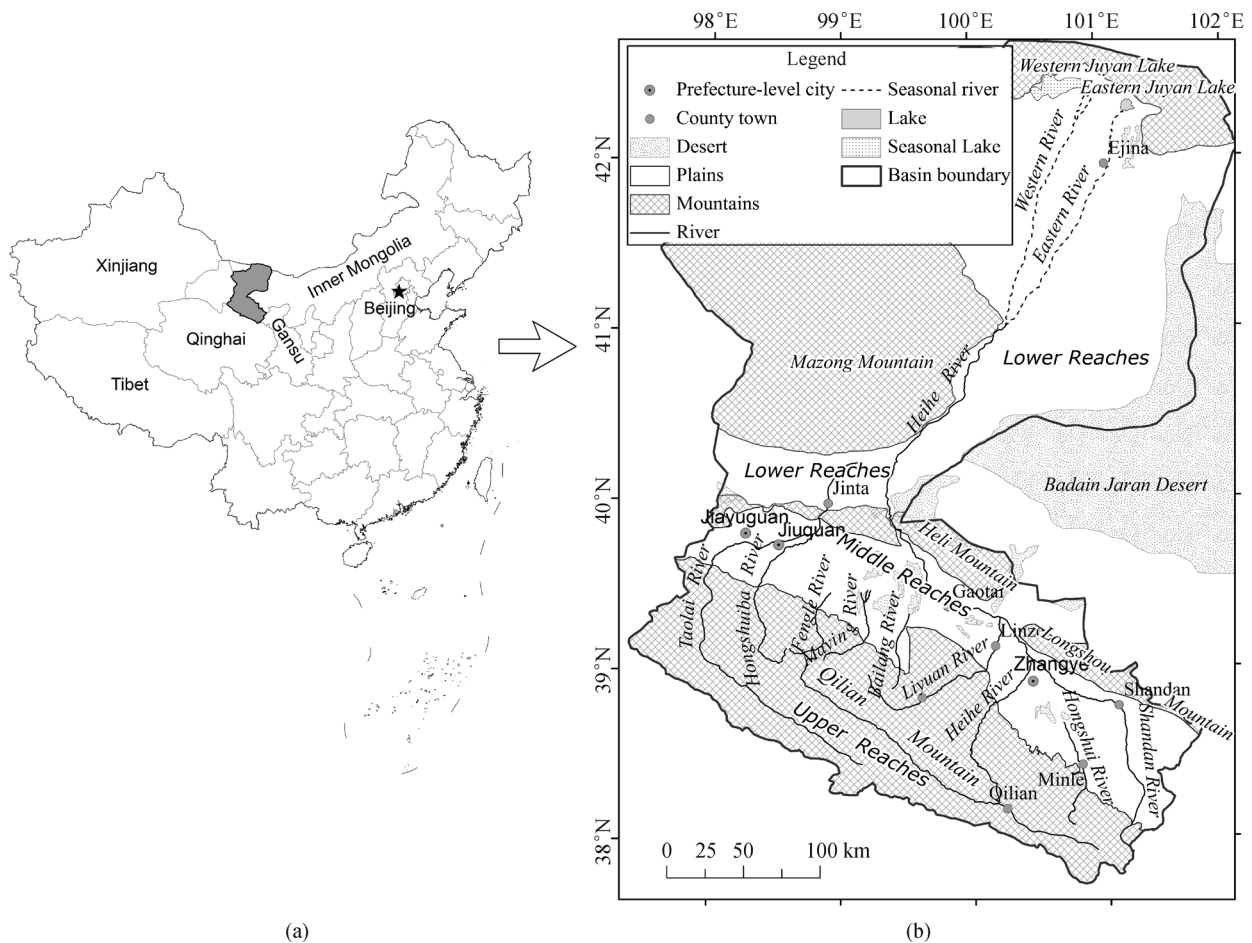 98°E
99°E
100°E
101°E
102°E
Legend
Prefecture-level city
Seasonal river
County town
Lake
Desert
Seasonal Lake
Plains
Basin boundary
Mountains
River
Western Juyan Lake
Eastern Juyan Lake
Western River
Eastern River
Ejina
42°N
41°N
40°N
39°N
38°N
Xinjiang
Inner Mongolia
Beijing
Qinghai
Gansu
Tibet
Mazong Mountain
Heihe River
Lower Reaches
Lower Reaches
Jinta
Badain Jaran Desert
Jiayuguan
Jiuquan
Middle Reaches
Heli Mountain
Gaotai
Taolai River
Hongshuiba River
Fengle River
Maying River
Bailang River
Liyuan River
Linze
Longshou Mountain
Zhangye
Shandan
Qilian Mountain
Heihe River
Hongshui River
Shandan River
Upper Reaches
Minle
Qilian
0 25 50 100 km
(a)
(b)